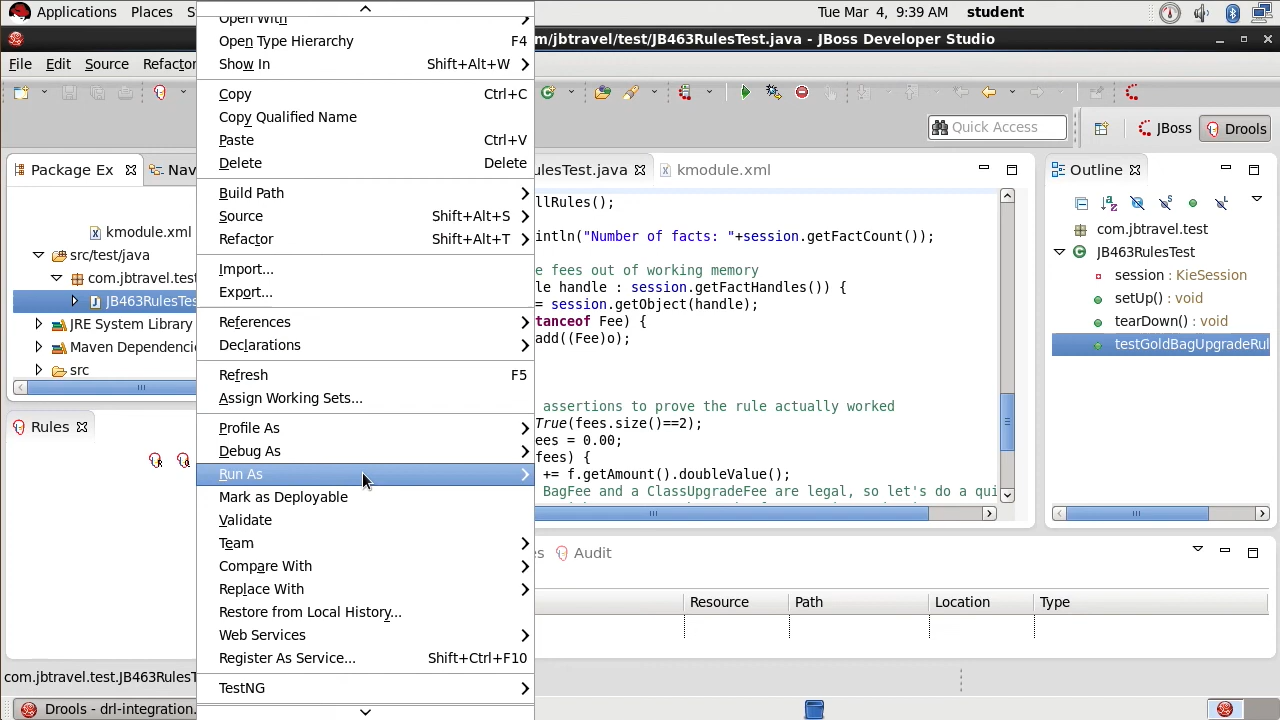 Applications Places S
Tue Mar 4, 9:39 AM student
m/jbtravel/test/JB463RulesTest.java - JBoss Developer Studio
File Edit Source Refactor
Quick Access
JBoss Drools
Package Ex Nav
kmodule.xml
src/test/java
com.jbtravel.test
JB463RulesTes
JRE System Library
Maven Dependencie
src
Rules
com.jbtravel.test.JB463RulesT
Drools - drl-integration.
Open With
Open Type Hierarchy F4
Show In Shift+Alt+W
Copy Ctrl+C
Copy Qualified Name
Paste Ctrl+V
Delete Delete
Build Path
Source Shift+Alt+S
Refactor Shift+Alt+T
Import...
Export...
References
Declarations
Refresh F5
Assign Working Sets...
Profile As
Debug As
Run As
Mark as Deployable
Validate
Team
Compare With
Replace With
Restore from Local History...
Web Services
Register As Service... Shift+Ctrl+F10
TestNG
ulesTest.java kmodule.xml
llRules();
intln("Number of facts: "+session.getFactCount());
e fees out of working memory
le handle : session.getFactHandles()) {
= session.getObject(handle);
tanceof Fee) {
add((Fee)o);
assertions to prove the rule actually worked
True(fees.size()==2);
ees = 0.00;
fees) {
+= f.getAmount().doubleValue();
BagFee and a ClassUpgradeFee are legal, so let's do a qui
Outline
com.jbtravel.test
JB463RulesTest
session : KieSession
setUp() : void
tearDown() : void
testGoldBagUpgradeRul
es Audit
Resource Path Location Type